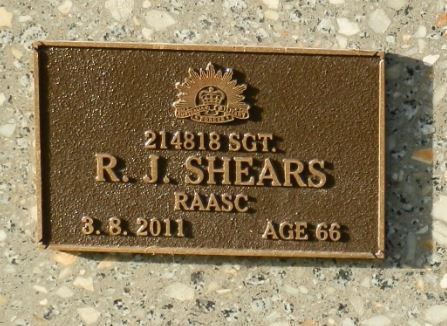 214818 SGT.
R. J. SHEARS
RAASC
3. 8. 2011 AGE 66